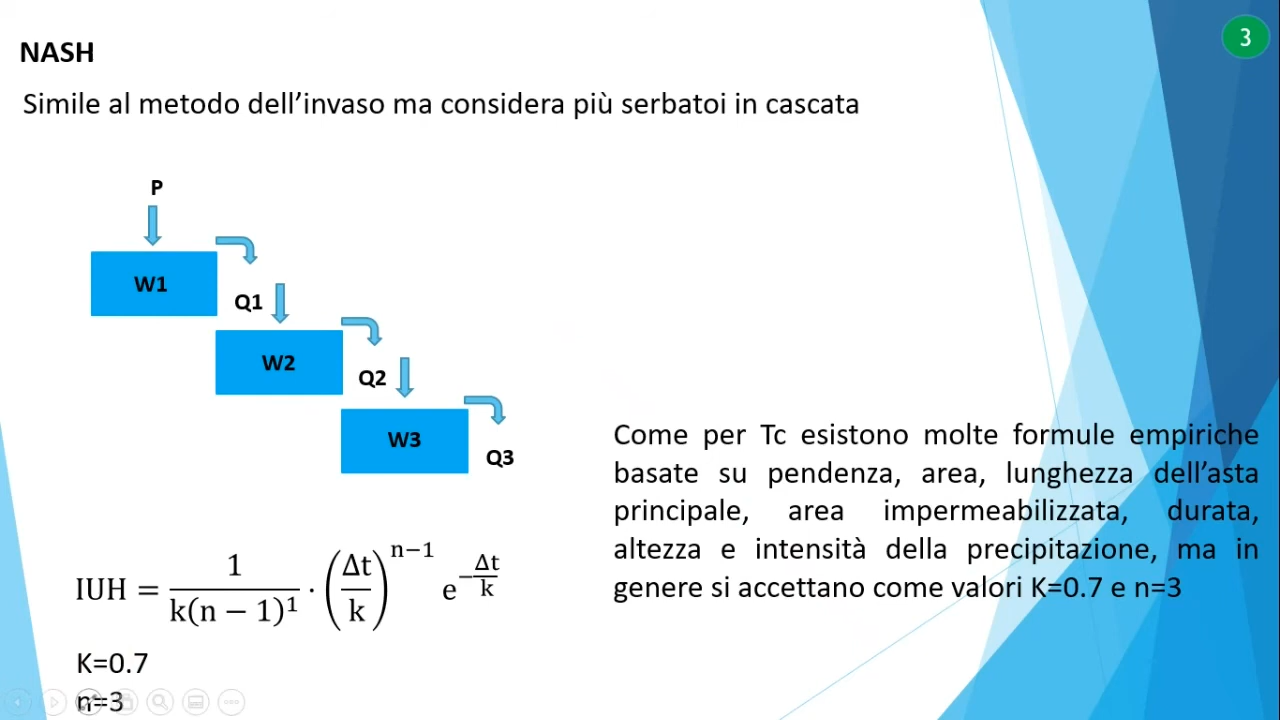 3
NASH
Simile al metodo dell’invaso ma considera più serbatoi in cascata
P
W1
Q1
W2
Q2
W3
Q3
Come per Tc esistono molte formule empiriche
basate su pendenza, area, lunghezza dell’asta
principale, area impermeabilizzata, durata,
altezza e intensità della precipitazione, ma in
genere si accettano come valori K=0.7 e n=3
IUH = 1/(k(n − 1)¹) · (Δt/k)^(n−1) e^(−Δt/k)
K=0.7
n=3